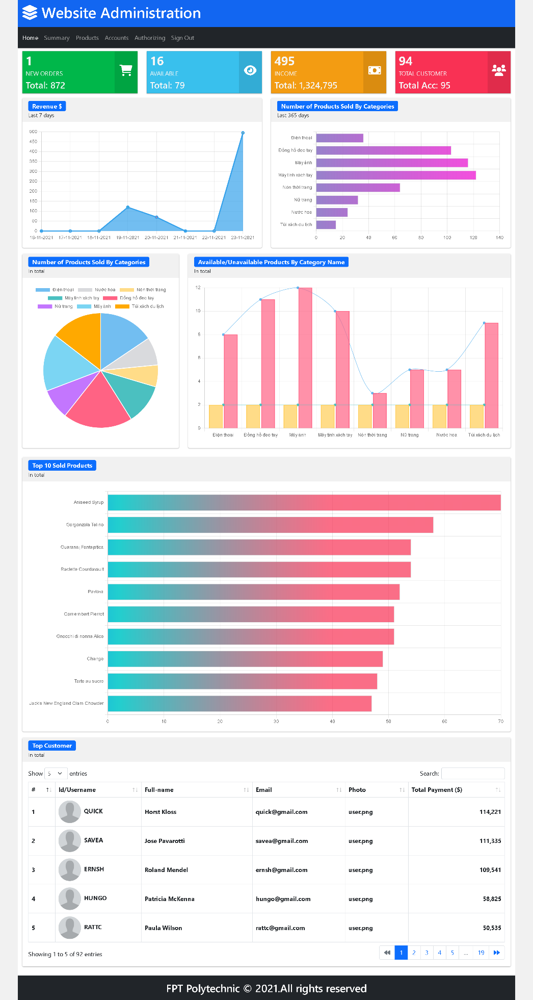 Website Administration
Home Summary Products Accounts Authorizing Sign Out
1
NEW ORDERS
Total: 872
16
AVAILABLE
Total: 79
495
INCOME
Total: 1,324,795
94
TOTAL CUSTOMER
Total Acc: 95
Revenue $
Last 7 days
500
450
400
350
300
250
200
150
100
50
0
16-11-2021 17-11-2021 18-11-2021 19-11-2021 20-11-2021 21-11-2021 22-11-2021 23-11-2021
Number of Products Sold By Categories
Last 365 days
Điện thoại
Đồng hồ đeo tay
Máy ảnh
Máy tính xách tay
Nón thời trang
Nữ trang
Nước hoa
Túi xách du lịch
0 20 40 60 80 100 120 140
Number of Products Sold By Categories
In total
Điện thoại Nước hoa Nón thời trang
Máy tính xách tay Đồng hồ đeo tay
Nữ trang Máy ảnh Túi xách du lịch
Available/Unavailable Products By Category Name
In total
12
10
8
6
4
2
0
Điện thoại Đồng hồ đeo tay Máy ảnh Máy tính xách tay Nón thời trang Nữ trang Nước hoa Túi xách du lịch
Top 10 Sold Products
In total
Aniseed Syrup
Gorgonzola Telino
Guaraná Fantástica
Raclette Courdavault
Pavlova
Camembert Pierrot
Gnocchi di nonna Alice
Change
Tarte au sucre
Jack's New England Clam Chowder
0 10 20 30 40 50 60 70
Top Customer
In total
Show 5 entries
Search:
# Id/Username Full-name Email Photo Total Payment ($)
1 QUICK Horst Kloss quick@gmail.com user.png 114,221
2 SAVEA Jose Pavarotti savea@gmail.com user.png 111,335
3 ERNSH Roland Mendel ernsh@gmail.com user.png 109,541
4 HUNGO Patricia McKenna hungo@gmail.com user.png 58,825
5 RATTC Paula Wilson rattc@gmail.com user.png 50,535
Showing 1 to 5 of 92 entries
1 2 3 4 5 ... 19
FPT Polytechnic © 2021.All rights reserved